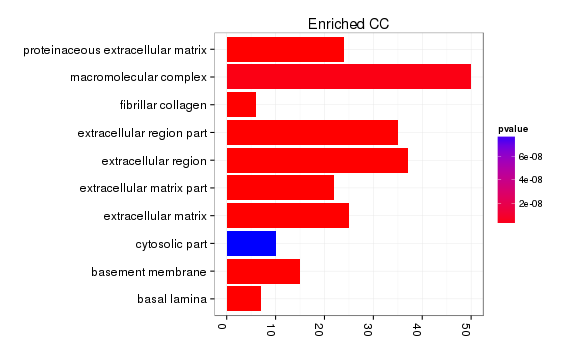 Enriched CC
proteinaceous extracellular matrix
macromolecular complex
fibrillar collagen
extracellular region part
extracellular region
extracellular matrix part
extracellular matrix
cytosolic part
basement membrane
basal lamina
0 10 20 30 40 50
pvalue
6e-08
4e-08
2e-08